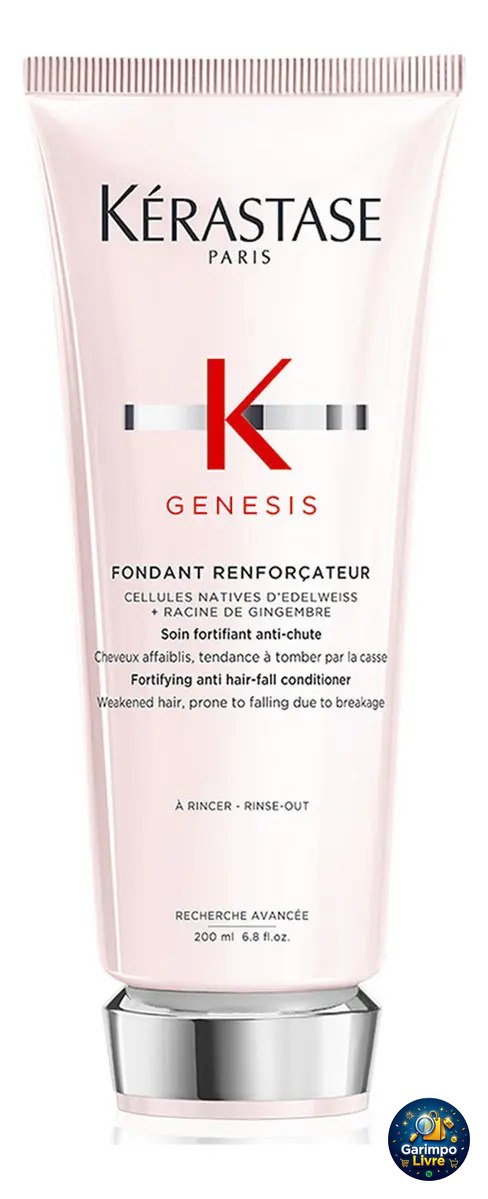 KÉRASTASE
PARIS
K
GENESIS
FONDANT RENFORÇATEUR
CELLULES NATIVES D'EDELWEISS
+ RACINE DE GINGEMBRE
Soin fortifiant anti-chute
Cheveux affaiblis, tendance à tomber par la casse
Fortifying anti hair-fall conditioner
Weakened hair, prone to falling due to breakage
À RINCER - RINSE-OUT
RECHERCHE AVANCÉE
200 ml 6.8 fl.oz.
Garimpo
Livre